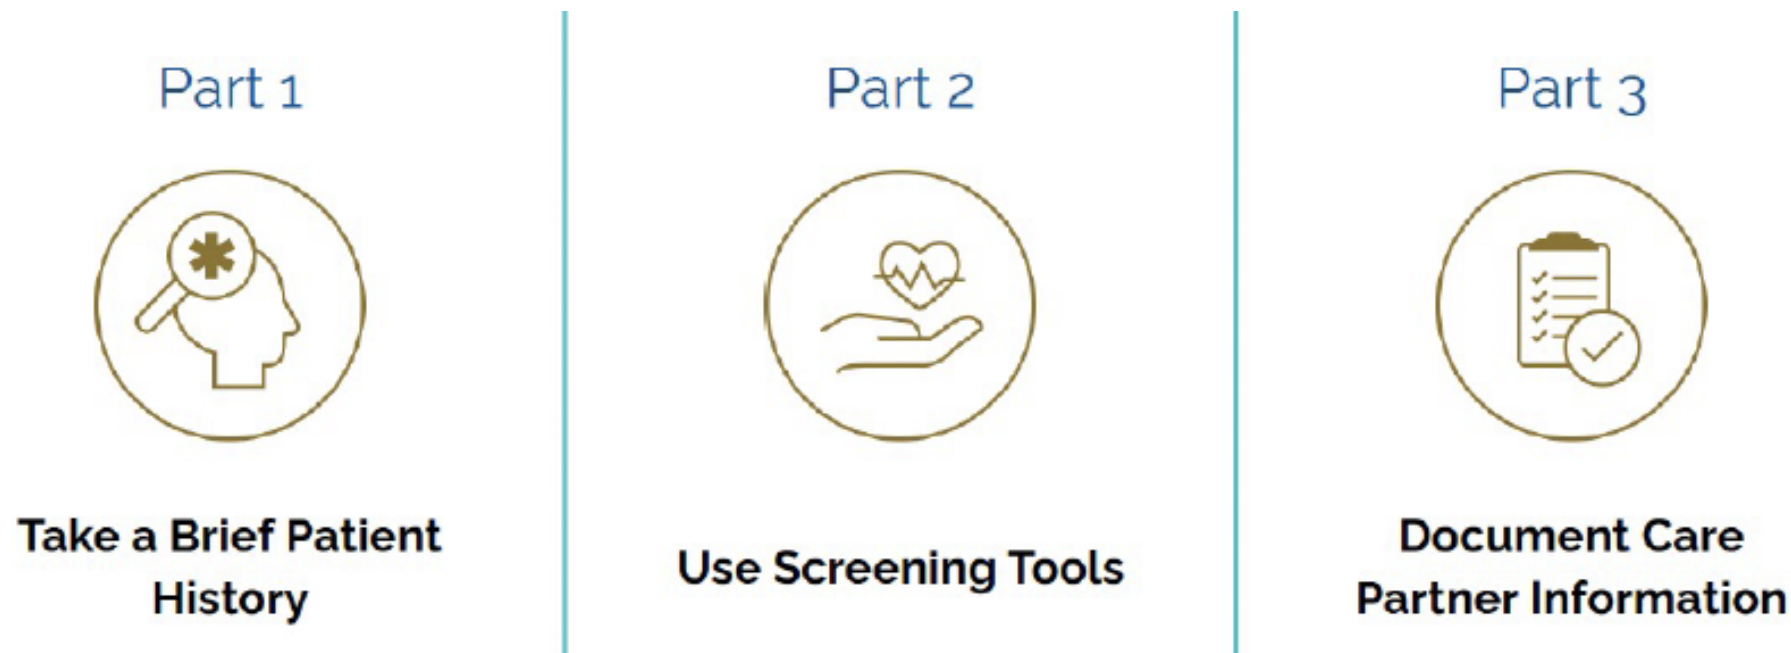 Part 1
Take a Brief Patient
History
Part 2
Use Screening Tools
Part 3
Document Care
Partner Information